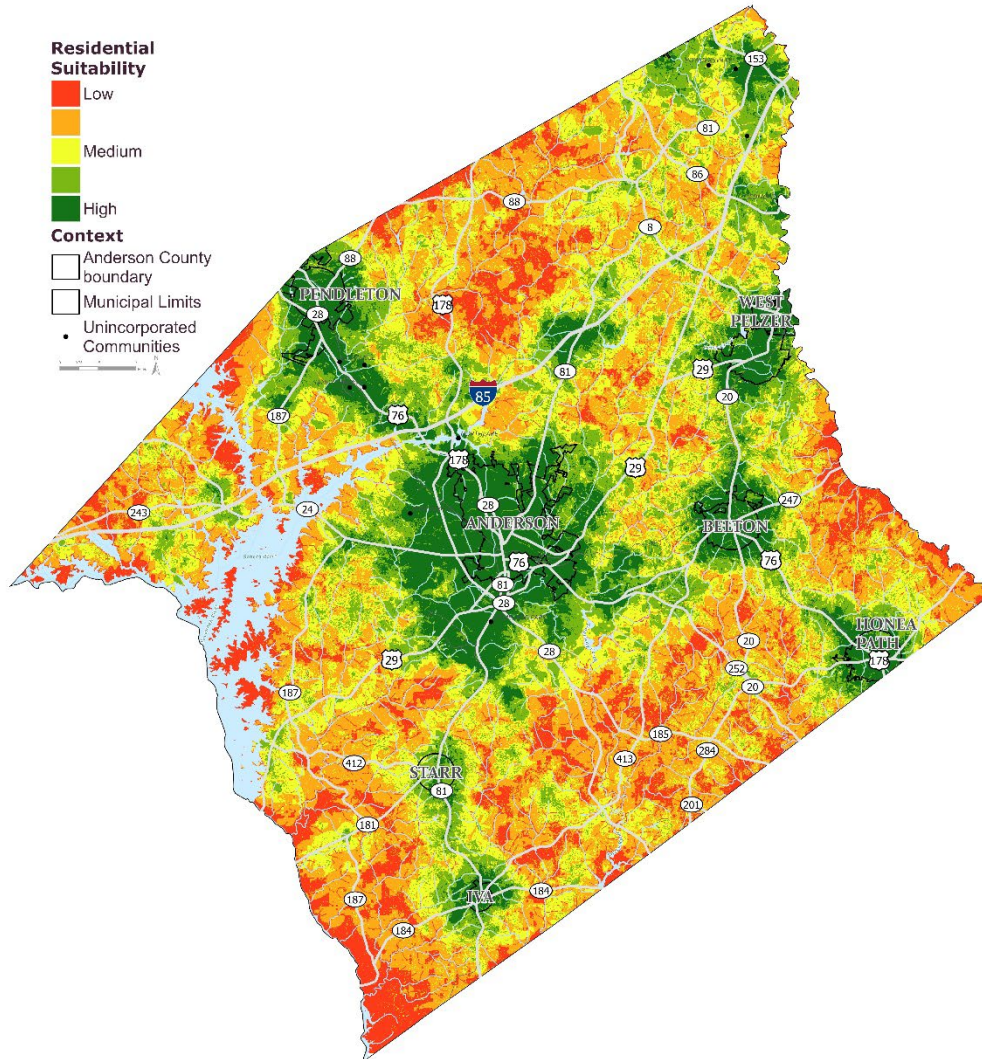 Residential
Suitability
Low
Medium
High
Context
Anderson County
boundary
Municipal Limits
Unincorporated
Communities
153
81
86
88
8
88
PENDLETON
28
178
WEST
PELZER
81
29
85
20
187
76
178
29
28
ANDERSON
BELTON
247
24
243
76
76
81
28
HONEA
PATH
28
20
29
252
178
187
20
185
284
412
413
STARR
81
201
181
IVA
184
187
184